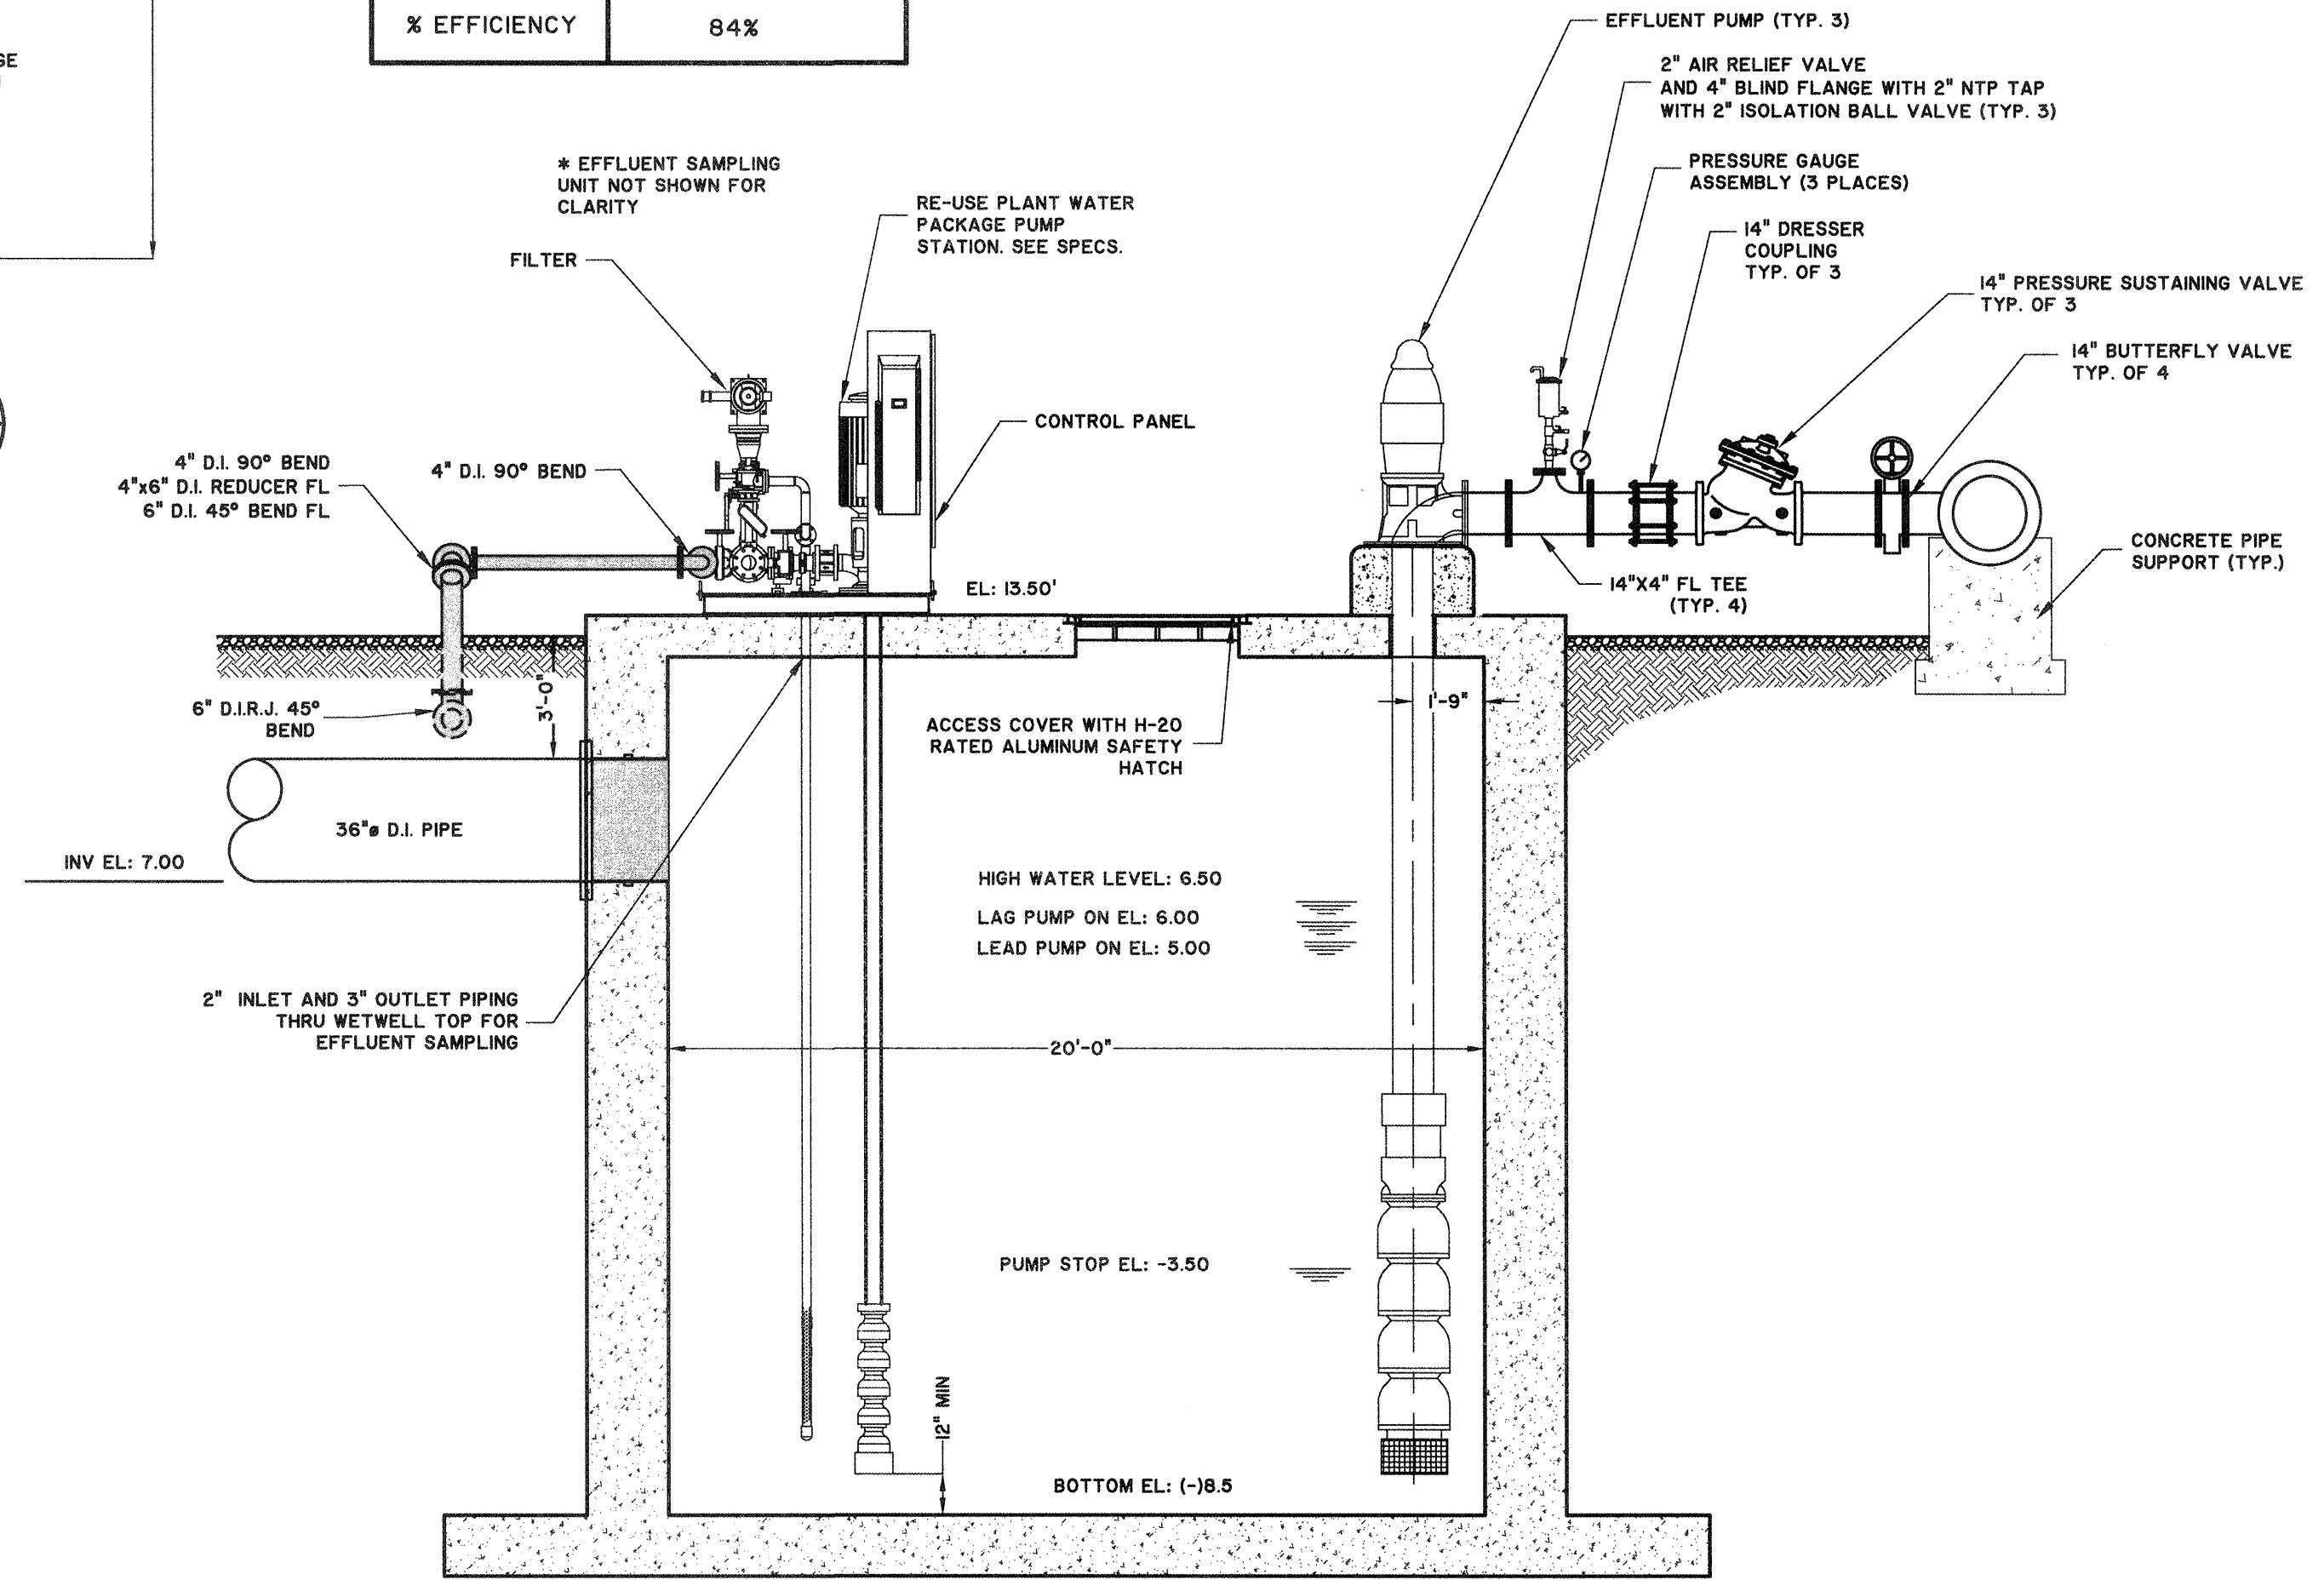 % EFFICIENCY
84%
EFFLUENT PUMP (TYP. 3)
2" AIR RELIEF VALVE
AND 4" BLIND FLANGE WITH 2" NTP TAP
WITH 2" ISOLATION BALL VALVE (TYP. 3)
* EFFLUENT SAMPLING
UNIT NOT SHOWN FOR
CLARITY
PRESSURE GAUGE
ASSEMBLY (3 PLACES)
RE-USE PLANT WATER
PACKAGE PUMP
STATION. SEE SPECS.
14" DRESSER
COUPLING
TYP. OF 3
FILTER
14" PRESSURE SUSTAINING VALVE
TYP. OF 3
14" BUTTERFLY VALVE
TYP. OF 4
CONTROL PANEL
4" D.I. 90° BEND
4"x6" D.I. REDUCER FL
6" D.I. 45° BEND FL
4" D.I. 90° BEND
CONCRETE PIPE
SUPPORT (TYP.)
EL: 13.50'
14"X4" FL TEE
(TYP. 4)
3'-0"
1'-9"
6" D.I.R.J. 45°
BEND
ACCESS COVER WITH H-20
RATED ALUMINUM SAFETY
HATCH
36"ø D.I. PIPE
INV EL: 7.00
HIGH WATER LEVEL: 6.50
LAG PUMP ON EL: 6.00
LEAD PUMP ON EL: 5.00
2" INLET AND 3" OUTLET PIPING
THRU WETWELL TOP FOR
EFFLUENT SAMPLING
20'-0"
PUMP STOP EL: -3.50
12" MIN
BOTTOM EL: (-)8.5